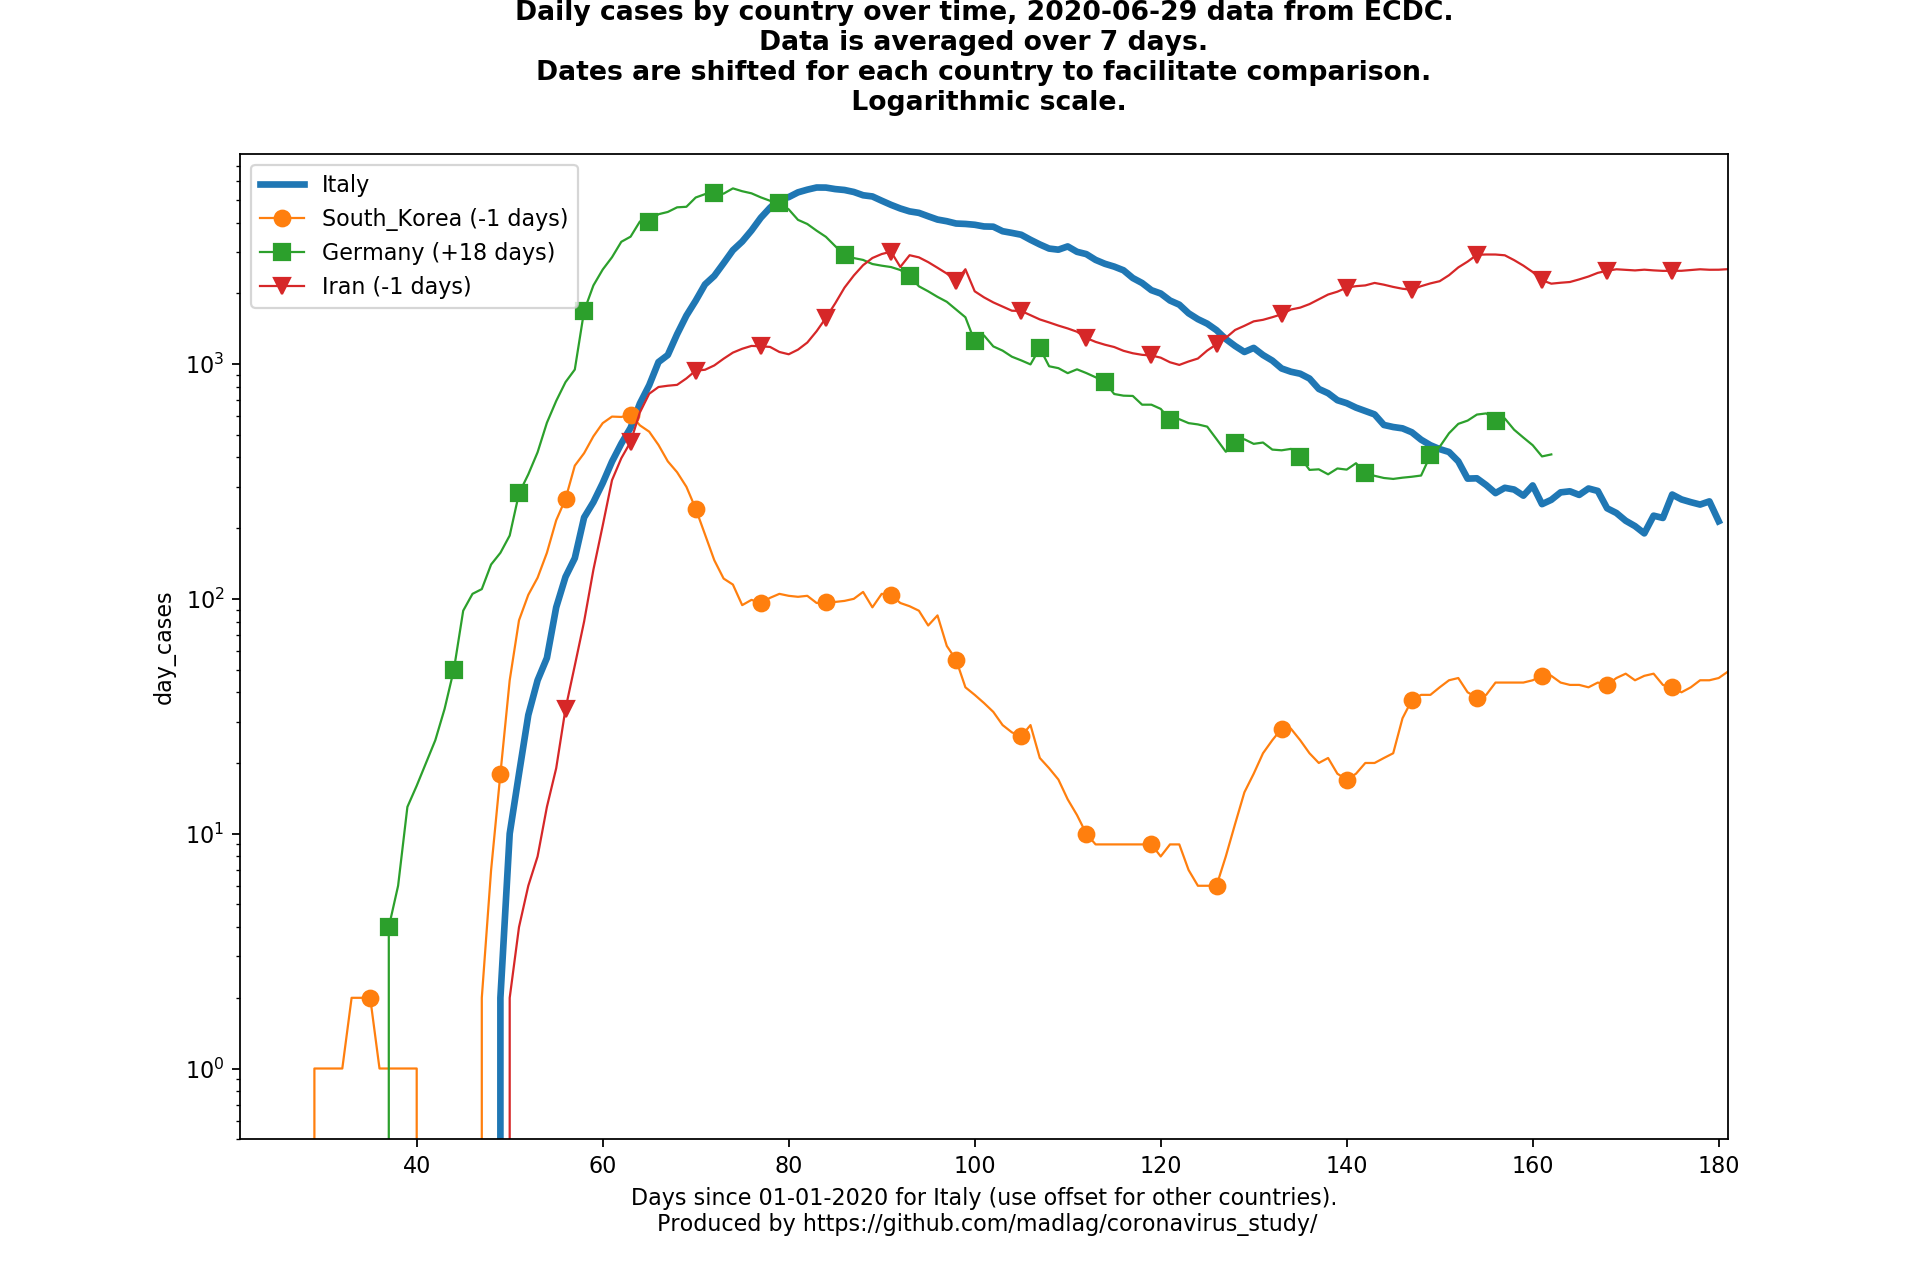 Daily cases by country over time, 2020-06-29 data from ECDC.
Data is averaged over 7 days.
Dates are shifted for each country to facilitate comparison.
Logarithmic scale.
Italy
South_Korea (-1 days)
Germany (+18 days)
Iran (-1 days)
day_cases
10³
10²
10¹
10⁰
40 60 80 100 120 140 160 180
Days since 01-01-2020 for Italy (use offset for other countries).
Produced by https://github.com/madlag/coronavirus_study/